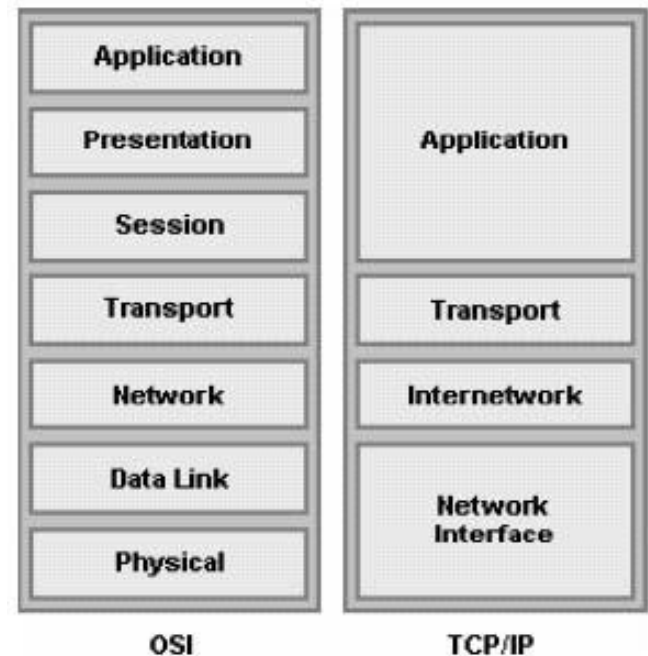 Application
Presentation
Session
Transport
Network
Data Link
Physical
OSI
Application
Transport
Internetwork
Network
Interface
TCP/IP